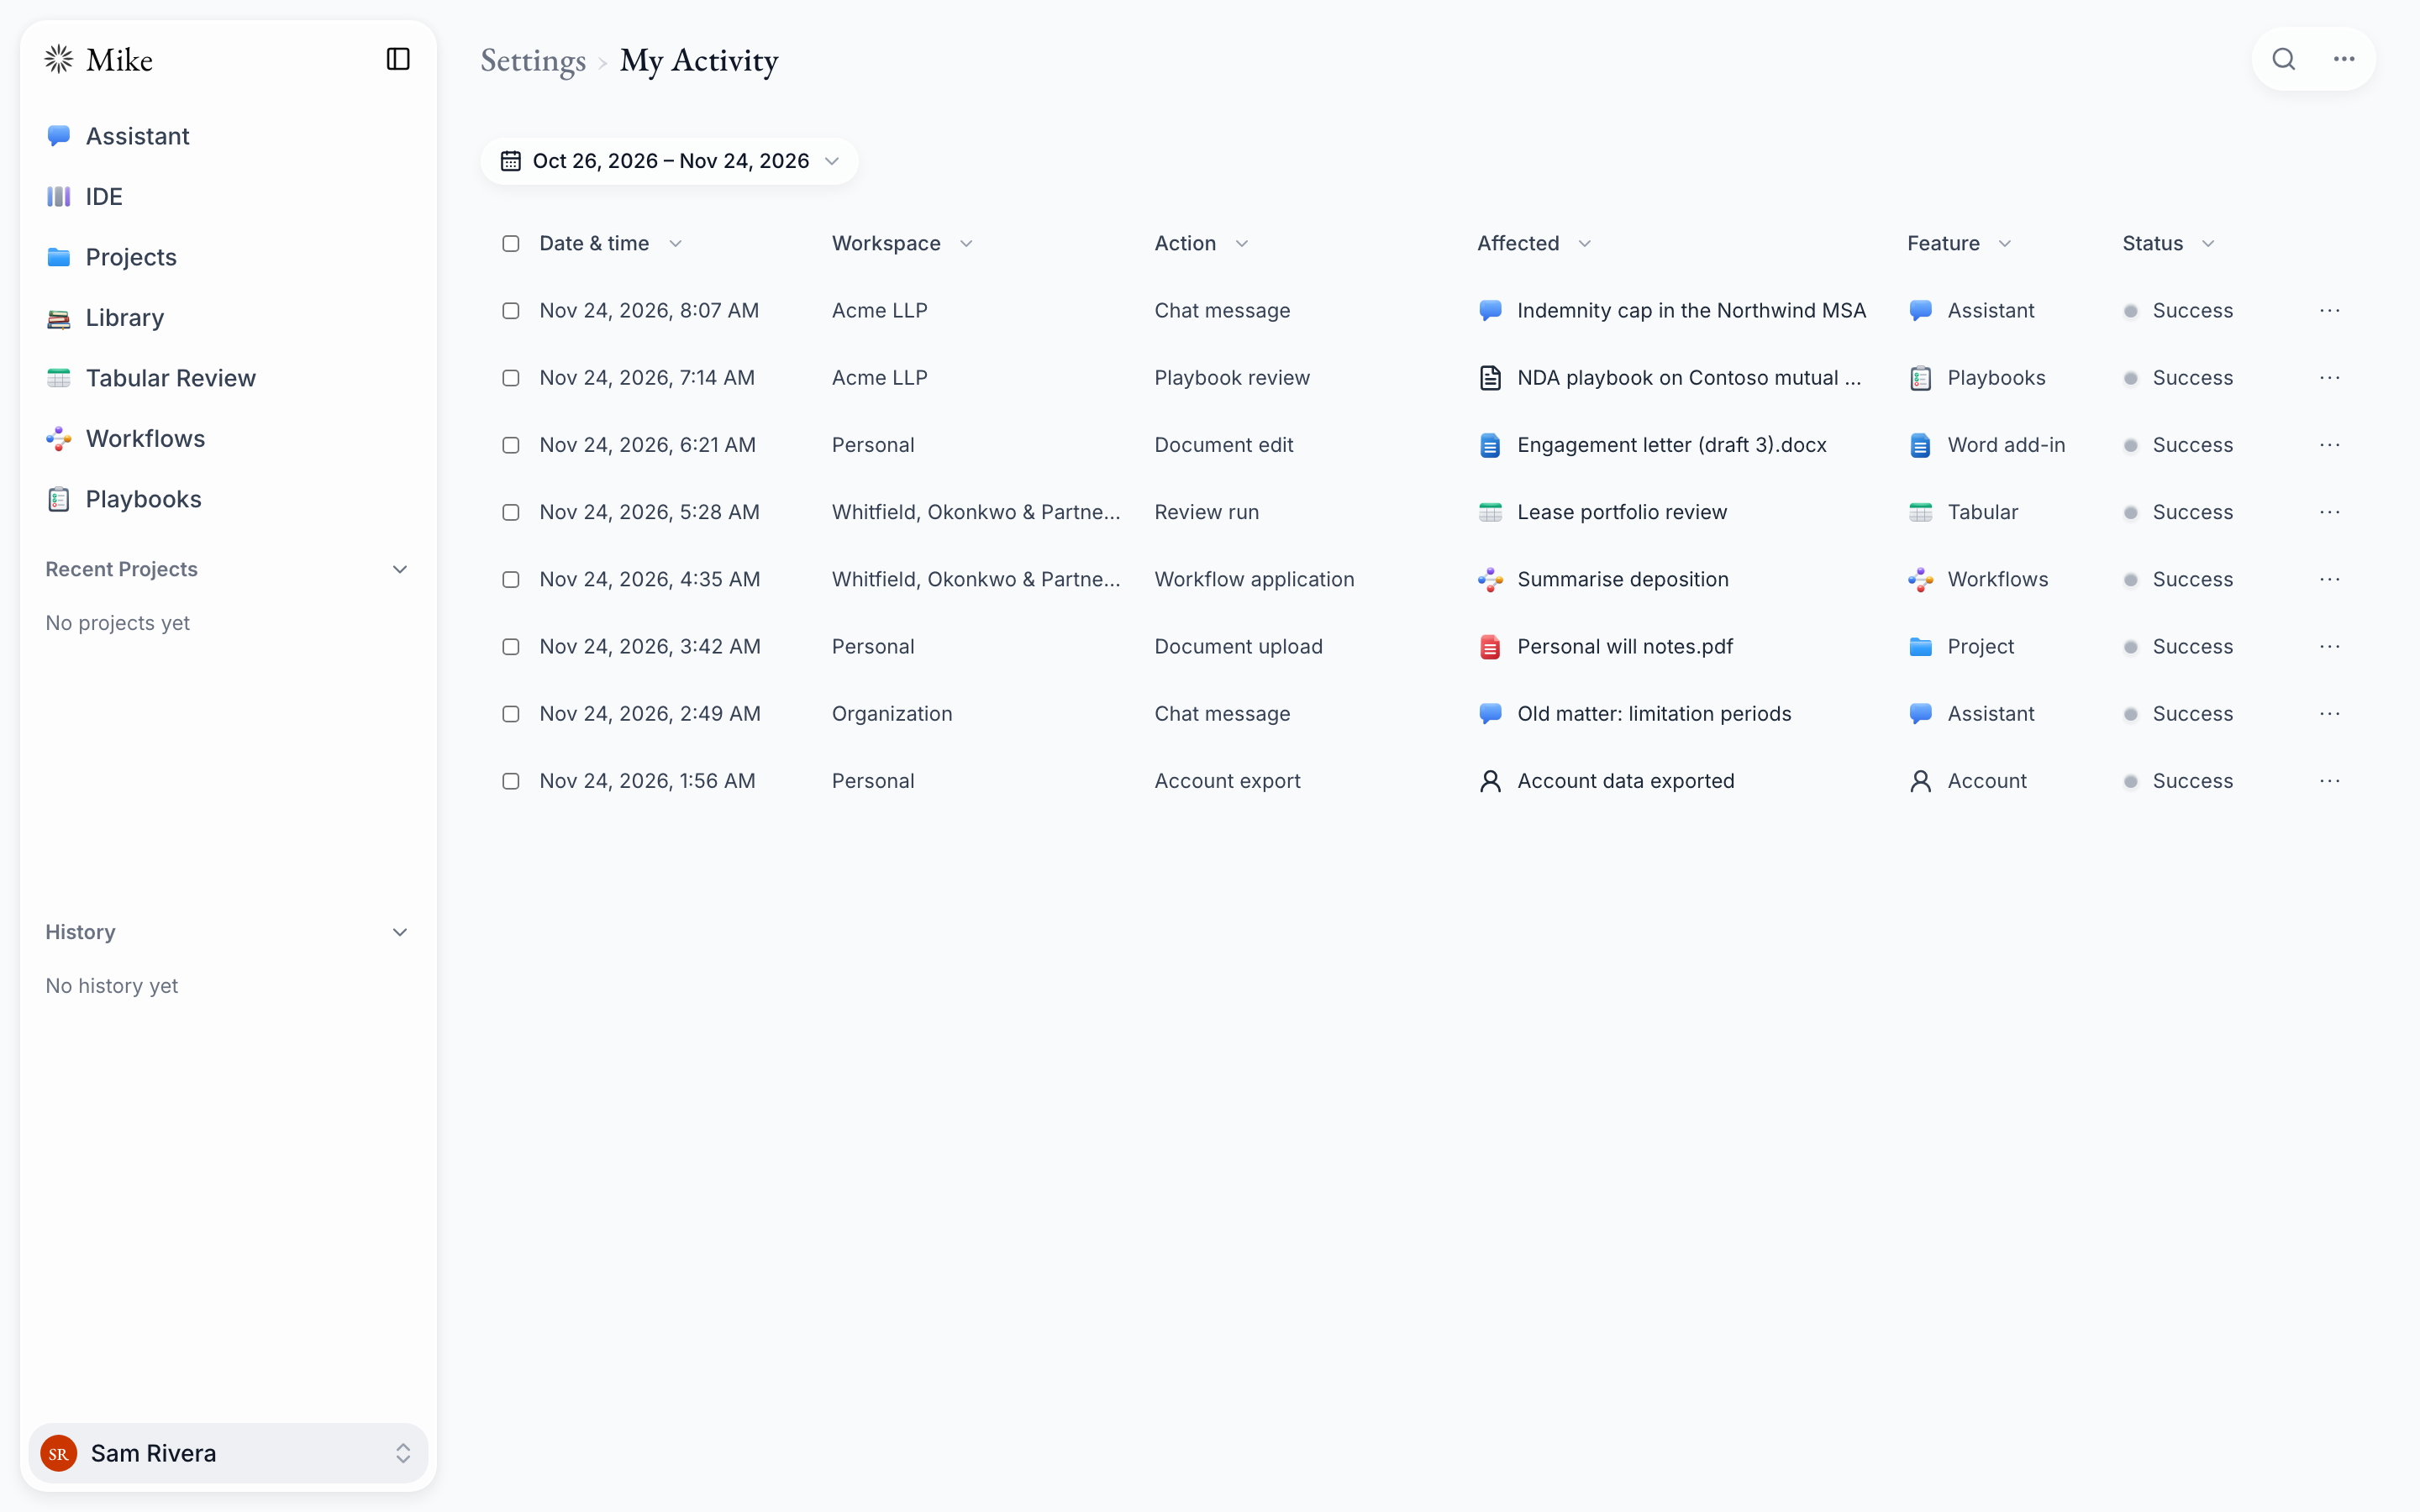 Mike
Assistant
IDE
Projects
Library
Tabular Review
Workflows
Playbooks
Recent Projects
No projects yet
History
No history yet
SR Sam Rivera
Settings › My Activity
Oct 26, 2026 – Nov 24, 2026
Date & time Workspace Action Affected Feature Status
Nov 24, 2026, 8:07 AM Acme LLP Chat message Indemnity cap in the Northwind MSA Assistant Success ...
Nov 24, 2026, 7:14 AM Acme LLP Playbook review NDA playbook on Contoso mutual ... Playbooks Success ...
Nov 24, 2026, 6:21 AM Personal Document edit Engagement letter (draft 3).docx Word add-in Success ...
Nov 24, 2026, 5:28 AM Whitfield, Okonkwo & Partne... Review run Lease portfolio review Tabular Success ...
Nov 24, 2026, 4:35 AM Whitfield, Okonkwo & Partne... Workflow application Summarise deposition Workflows Success ...
Nov 24, 2026, 3:42 AM Personal Document upload Personal will notes.pdf Project Success ...
Nov 24, 2026, 2:49 AM Organization Chat message Old matter: limitation periods Assistant Success ...
Nov 24, 2026, 1:56 AM Personal Account export Account data exported Account Success ...